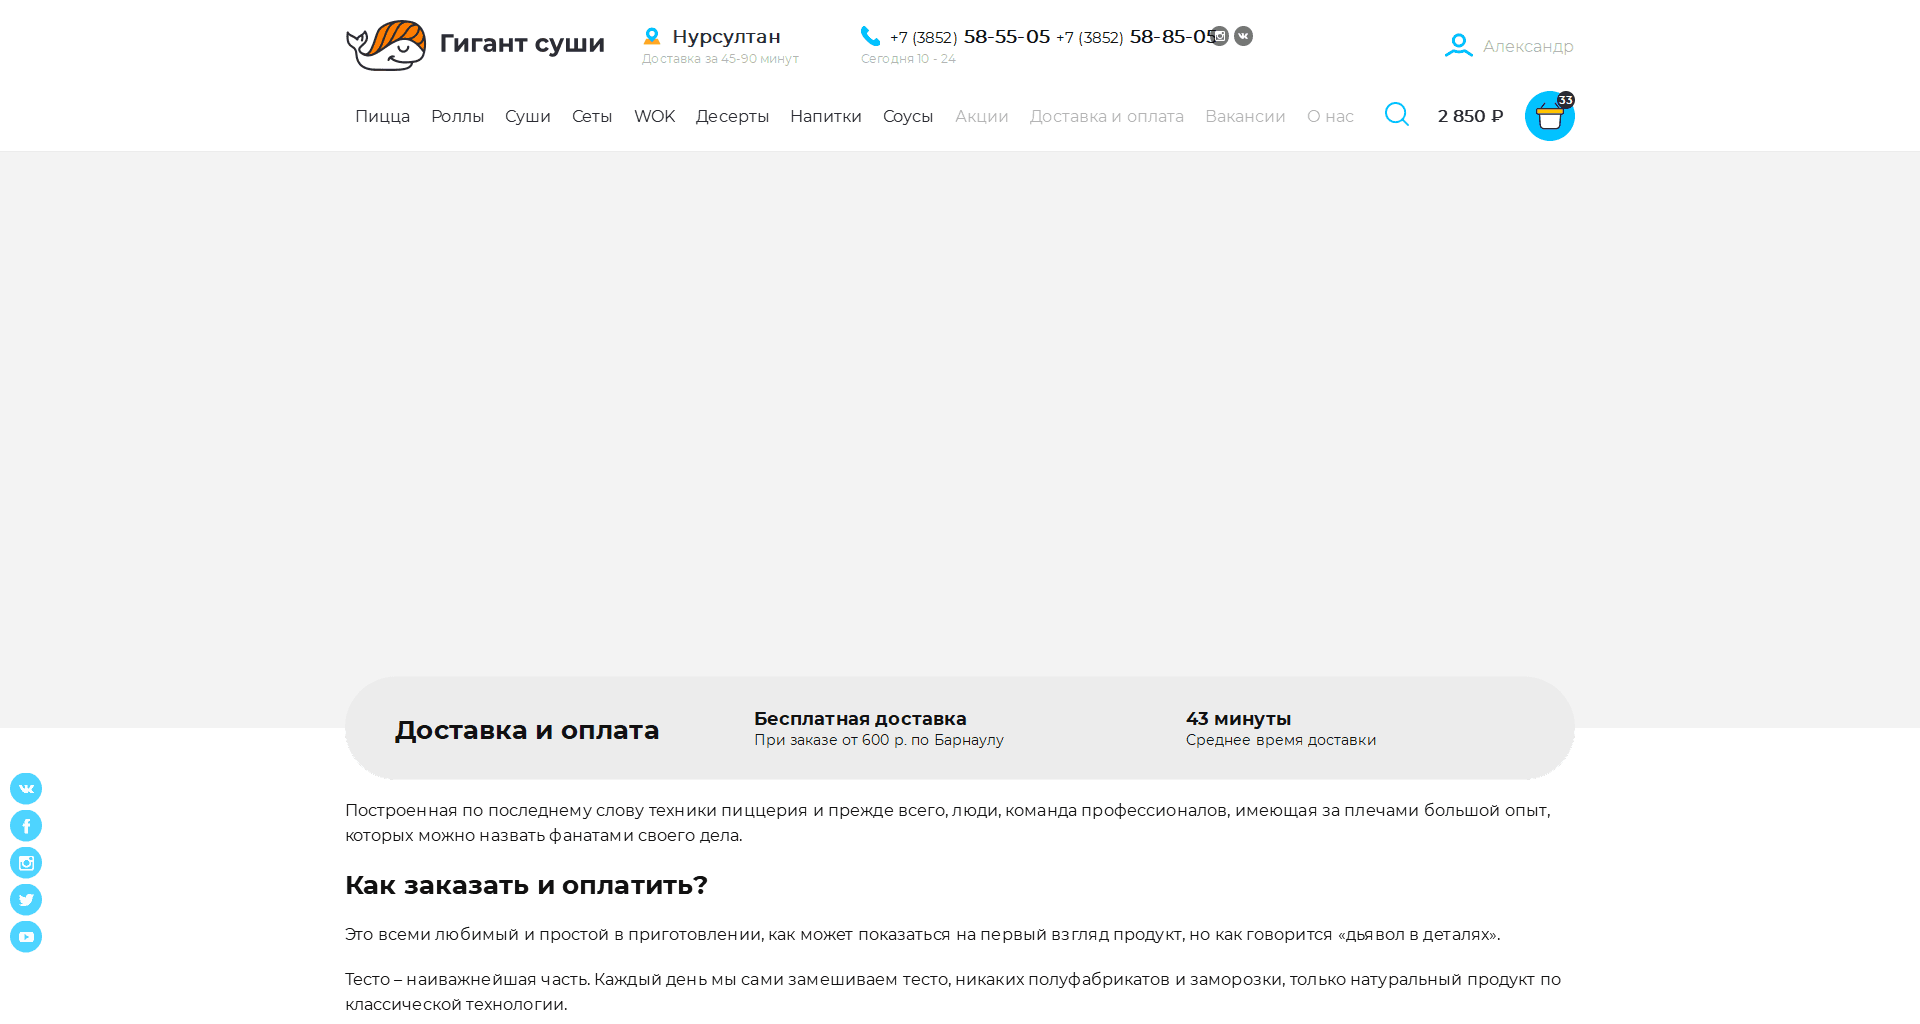 Гигант суши
Нурсултан
Доставка за 45-90 минут
+7 (3852) 58-55-05 +7 (3852) 58-85-05
Сегодня 10 - 24
Александр
Пицца Роллы Суши Сеты WOK Десерты Напитки Соусы Акции Доставка и оплата Вакансии О нас
2 850 ₽
33
Доставка и оплата
Бесплатная доставка
При заказе от 600 р. по Барнаулу
43 минуты
Среднее время доставки
Построенная по последнему слову техники пиццерия и прежде всего, люди, команда профессионалов, имеющая за плечами большой опыт,
которых можно назвать фанатами своего дела.
Как заказать и оплатить?
Это всеми любимый и простой в приготовлении, как может показаться на первый взгляд продукт, но как говорится «дьявол в деталях».
Тесто – наиважнейшая часть. Каждый день мы сами замешиваем тесто, никаких полуфабрикатов и заморозки, только натуральный продукт по
классической технологии.